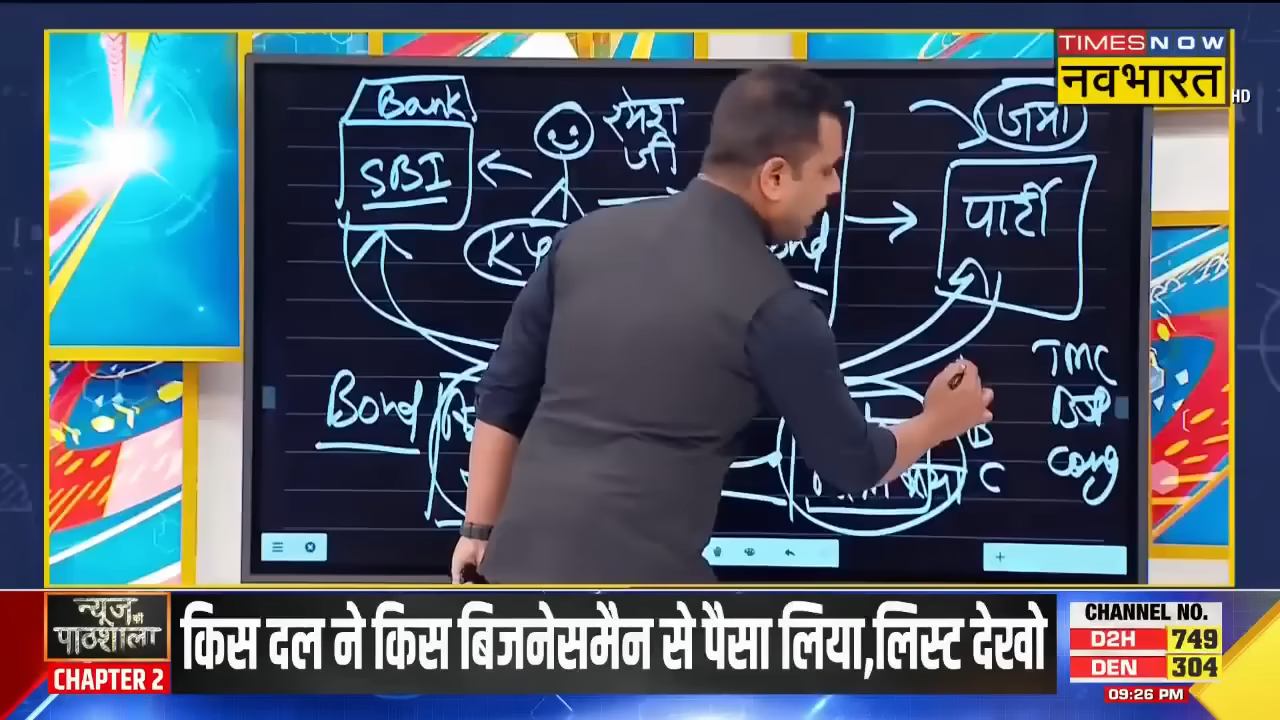 TIMES NOW
नवभारत
HD
Bank
SBI
रमेश
जी
जमा
पार्टी
Bond
TMC
BJP
Cong
B
C
न्यूज की
पाठशाला
CHAPTER 2
किस दल ने किस बिजनेसमैन से पैसा लिया,लिस्ट देखो
CHANNEL NO.
D2H 749
DEN 304
09:26 PM